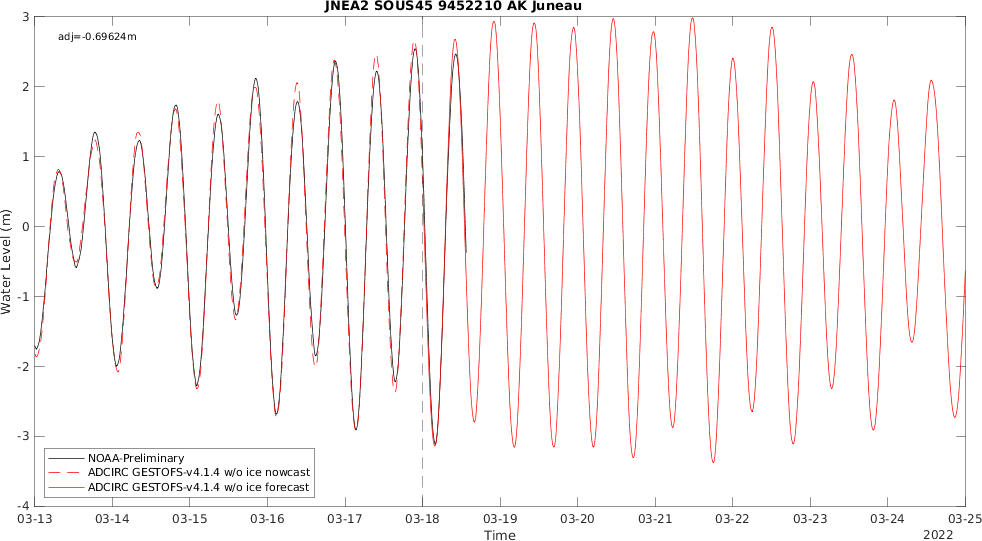 JNEA2 SOUS45 9452210 AK Juneau
adj=-0.69624m
3
2
1
0
-1
-2
-3
-4
Water Level (m)
NOAA-Preliminary
ADCIRC GESTOFS-v4.1.4 w/o ice nowcast
ADCIRC GESTOFS-v4.1.4 w/o ice forecast
03-13 03-14 03-15 03-16 03-17 03-18 03-19 03-20 03-21 03-22 03-23 03-24 03-25
Time
2022